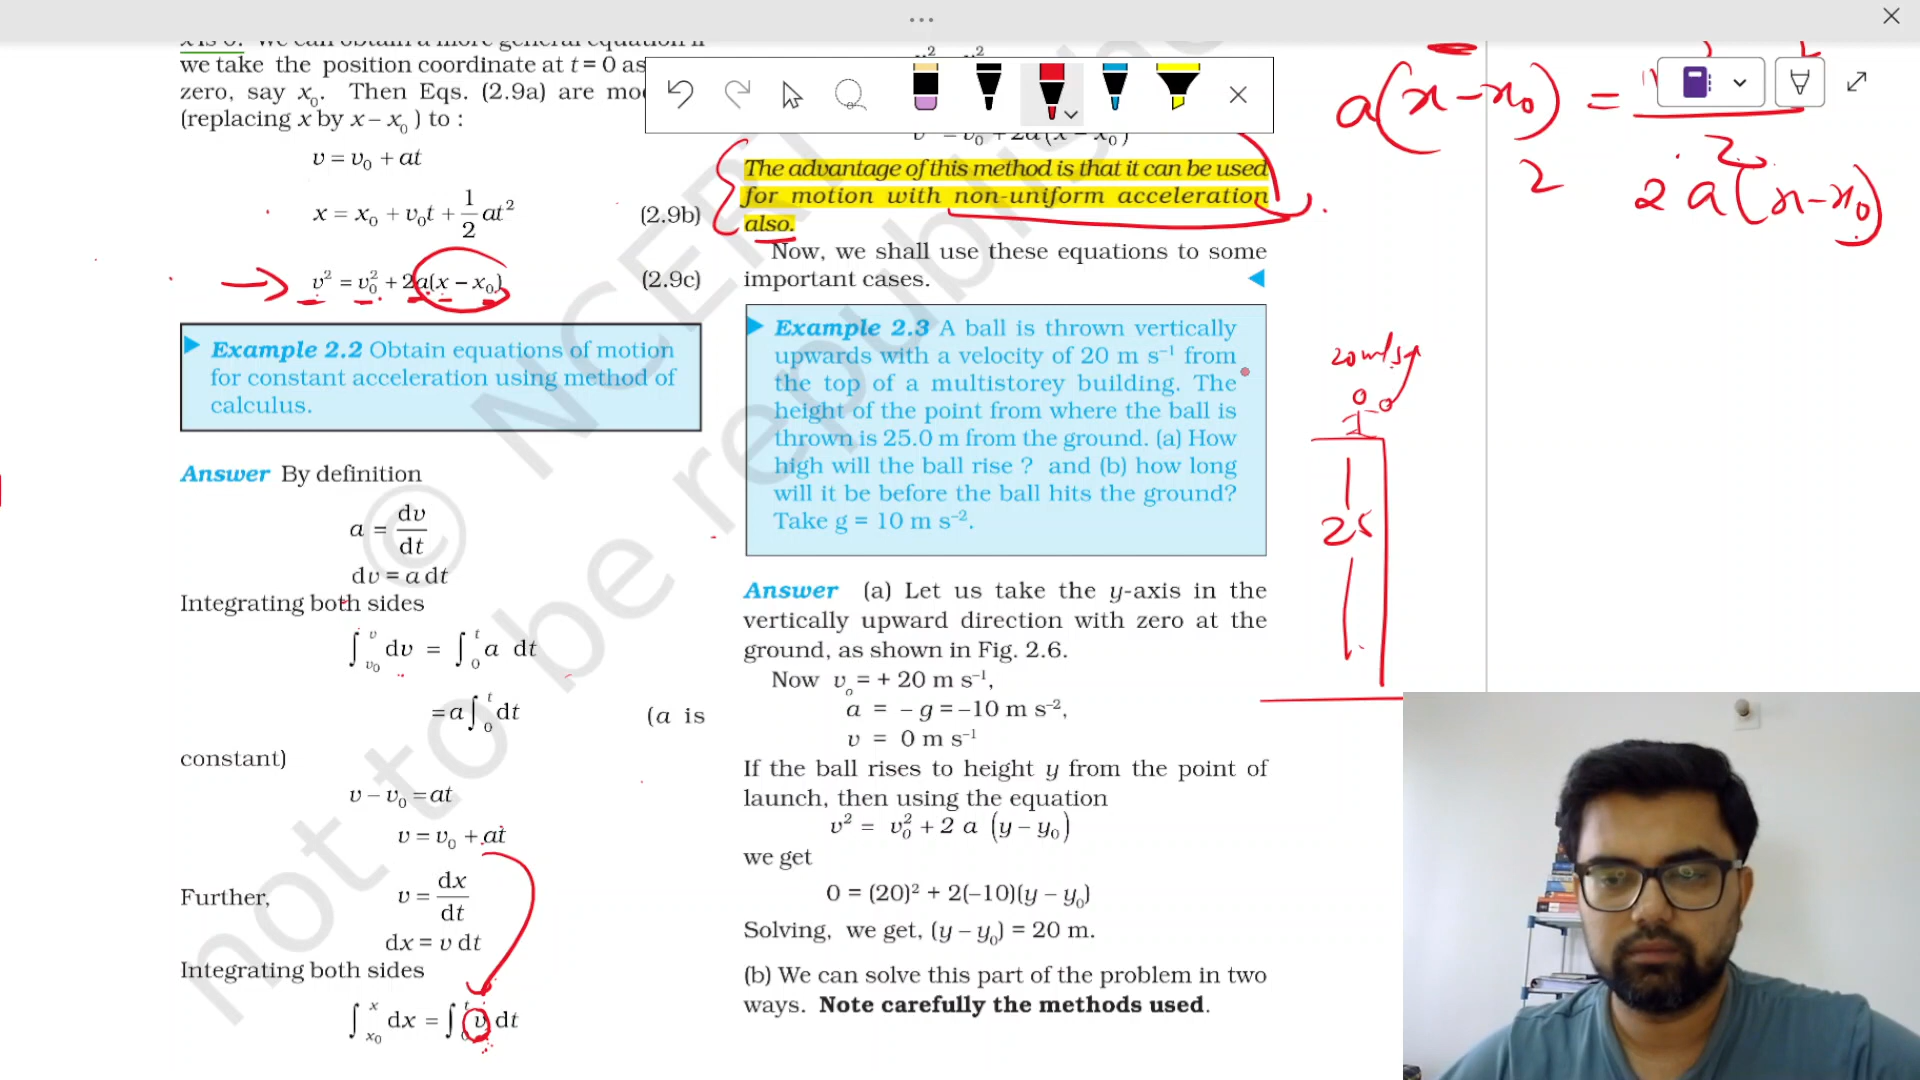 we take the position coordinate at t = 0 as
zero, say x₀. Then Eqs. (2.9a) are
(replacing x by x – x₀ ) to :
v = v₀ + at
x = x₀ + v₀t + 1/2 at² (2.9b)
v² = v₀² + 2a(x – x₀) (2.9c)
Example 2.2 Obtain equations of motion
for constant acceleration using method of
calculus.
Answer By definition
a = dv/dt
dv = a dt
Integrating both sides
∫_{v₀}^{v} dv = ∫_0^t a dt
= a ∫_0^t dt (a is
constant)
v – v₀ = at
v = v₀ + at
Further, v = dx/dt
dx = v dt
Integrating both sides
∫_{x₀}^{x} dx = ∫_0^t v dt
The advantage of this method is that it can be used
for motion with non-uniform acceleration
also.
Now, we shall use these equations to some
important cases.
Example 2.3 A ball is thrown vertically
upwards with a velocity of 20 m s⁻¹ from
the top of a multistorey building. The
height of the point from where the ball is
thrown is 25.0 m from the ground. (a) How
high will the ball rise ? and (b) how long
will it be before the ball hits the ground?
Take g = 10 m s⁻².
Answer (a) Let us take the y-axis in the
vertically upward direction with zero at the
ground, as shown in Fig. 2.6.
Now v₀ = + 20 m s⁻¹,
a = – g = –10 m s⁻²,
v = 0 m s⁻¹
If the ball rises to height y from the point of
launch, then using the equation
v² = v₀² + 2 a (y – y₀)
we get
0 = (20)² + 2(–10)(y – y₀)
Solving, we get, (y – y₀) = 20 m.
(b) We can solve this part of the problem in two
ways. Note carefully the methods used.
a(x-x₀) =
2
2
2 a(x-x₀)
20 m/s
25
© NCERT
not to be republished